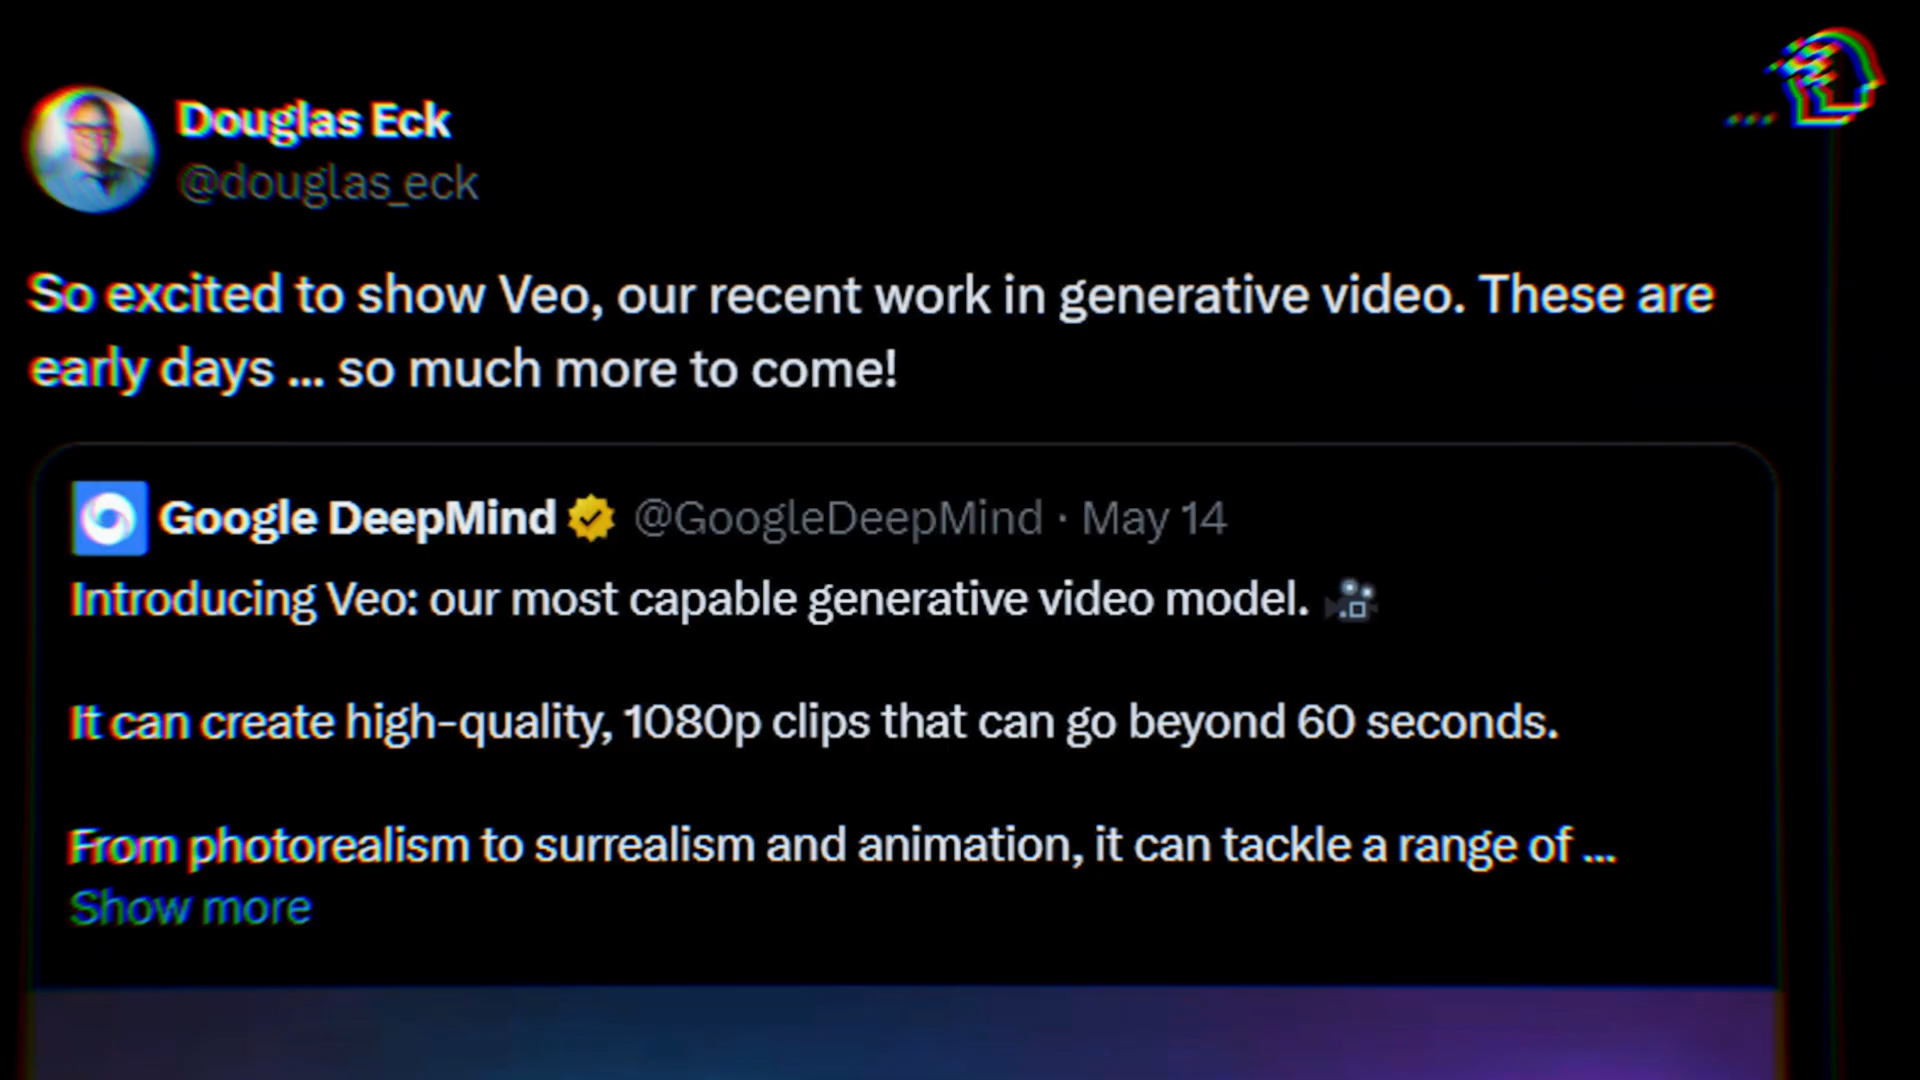 Douglas Eck
@douglas_eck
So excited to show Veo, our recent work in generative video. These are
early days ... so much more to come!
Google DeepMind @GoogleDeepMind · May 14
Introducing Veo: our most capable generative video model. 🎥
It can create high-quality, 1080p clips that can go beyond 60 seconds.
From photorealism to surrealism and animation, it can tackle a range of ...
Show more